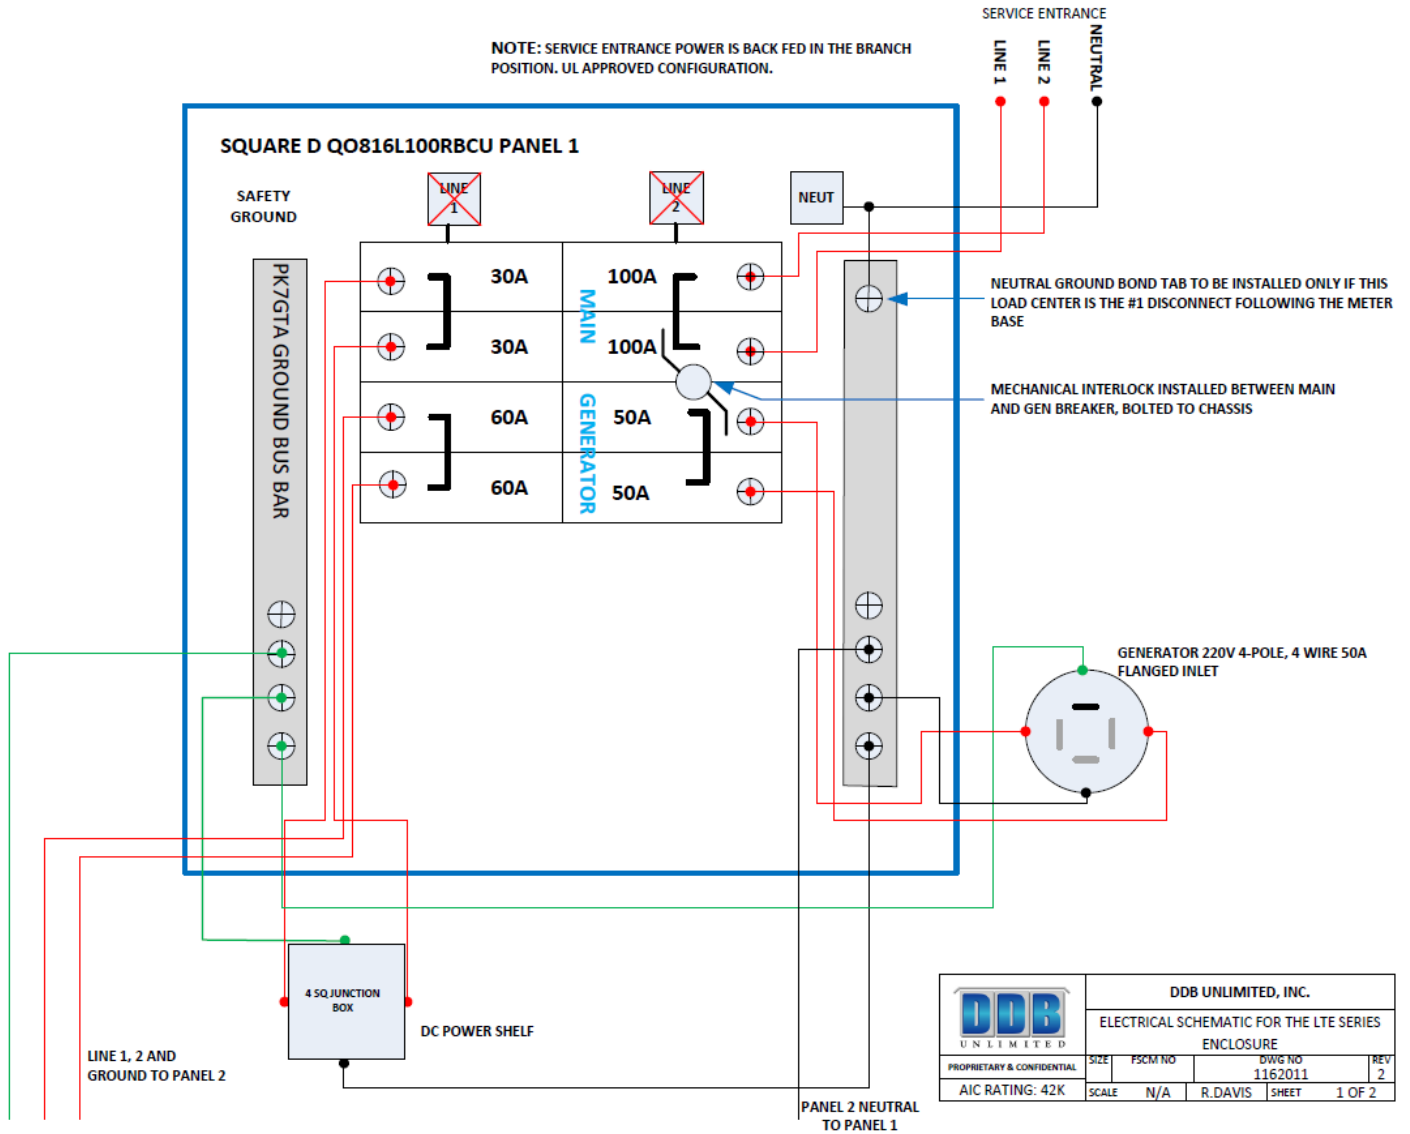 SERVICE ENTRANCE
LINE 1
LINE 2
NEUTRAL
NOTE: SERVICE ENTRANCE POWER IS BACK FED IN THE BRANCH
POSITION. UL APPROVED CONFIGURATION.
SQUARE D QO816L100RBCU PANEL 1
SAFETY
GROUND
LINE
1
LINE
2
NEUT
PK7GTA GROUND BUS BAR
30A
100A
30A
100A
60A
50A
60A
50A
MAIN
GENERATOR
NEUTRAL GROUND BOND TAB TO BE INSTALLED ONLY IF THIS
LOAD CENTER IS THE #1 DISCONNECT FOLLOWING THE METER
BASE
MECHANICAL INTERLOCK INSTALLED BETWEEN MAIN
AND GEN BREAKER, BOLTED TO CHASSIS
GENERATOR 220V 4-POLE, 4 WIRE 50A
FLANGED INLET
4 SQ JUNCTION
BOX
DC POWER SHELF
LINE 1, 2 AND
GROUND TO PANEL 2
PANEL 2 NEUTRAL
TO PANEL 1
DDB
UNLIMITED
PROPRIETARY & CONFIDENTIAL
AIC RATING: 42K
DDB UNLIMITED, INC.
ELECTRICAL SCHEMATIC FOR THE LTE SERIES
ENCLOSURE
SIZE
FSCM NO
DWG NO
1162011
REV
2
SCALE
N/A
R.DAVIS
SHEET
1 OF 2